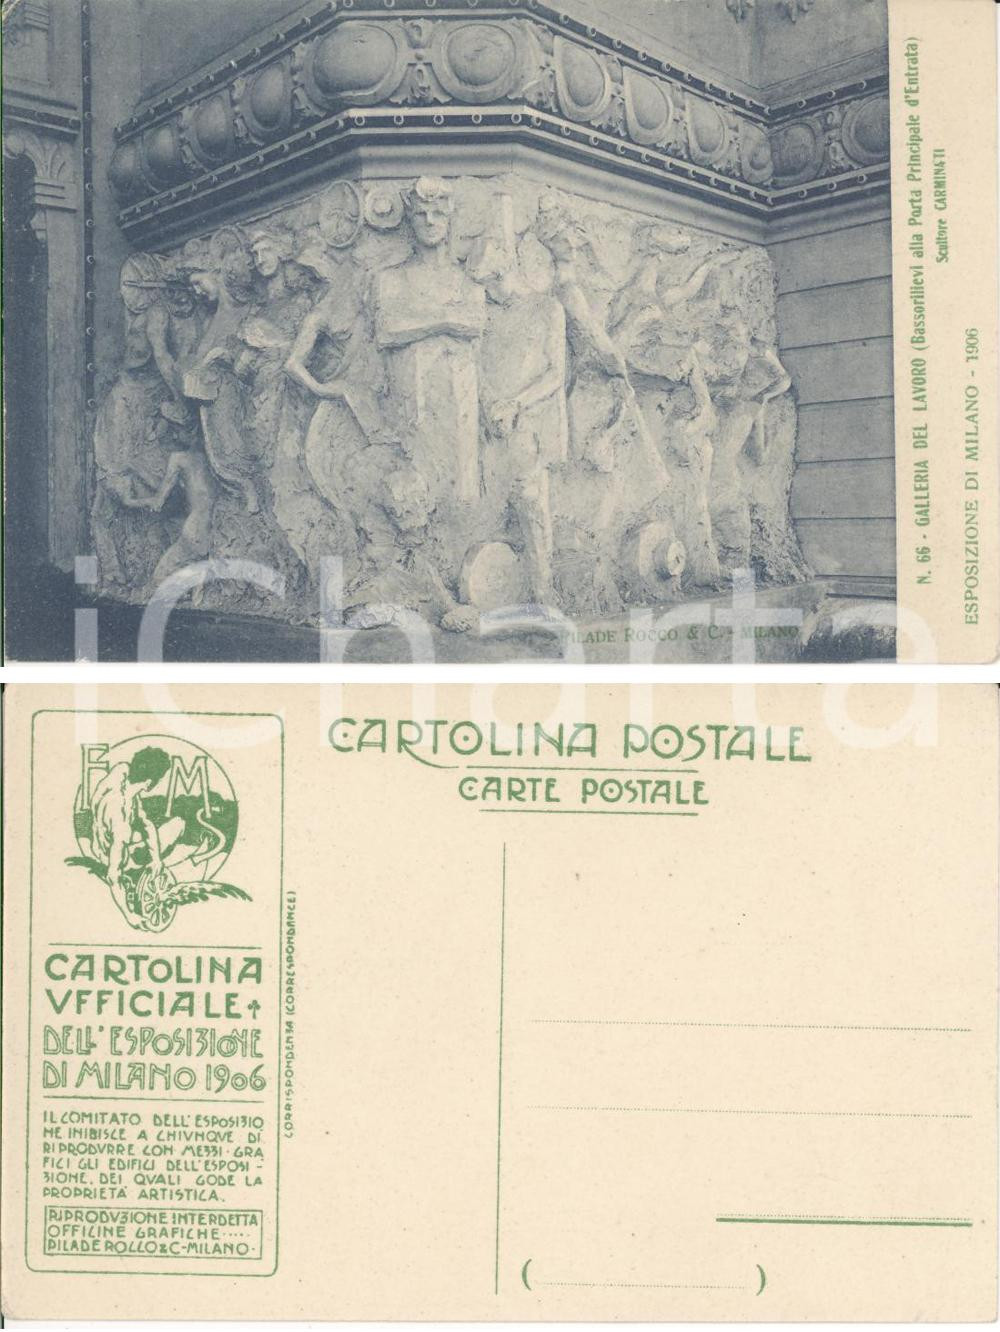 N. 66 - GALLERIA DEL LAVORO (Bassorilievi alla Porta Principale d'Entrata)
Scultore CARMINATI
ESPOSIZIONE DI MILANO - 1906
PILADE ROCCO & C. - MILANO
iCharta
CARTOLINA POSTALE
CARTE POSTALE
E M S
CARTOLINA
VFFICIALE
DELL'ESPOSIZIONE
DI MILANO 1906
CORRISPONDENZA (CORRESPONDANCE)
IL COMITATO DELL'ESPOSIZIO
NE INIBISCE A CHIVNQVE DI
RIPRODVRRE CON MEZZI·GRA
FICI GLI EDIFICI DELL'ESPOSI-
ZIONE, DEI QVALI GODE LA
PROPRIETÀ ARTISTICA.
RIPRODVZIONE INTERDETTA
OFFICINE GRAFICHE·····
PILADE ROCCO&C-MILANO·
( )